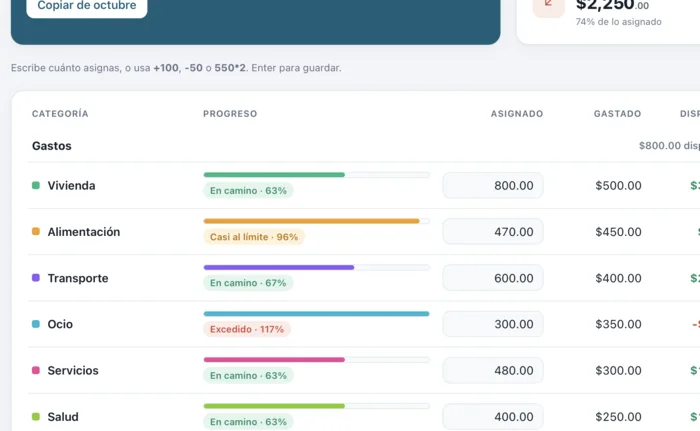 Copiar de octubre
$2,250.00
74% de lo asignado
Escribe cuánto asignas, o usa +100, -50 o 550*2. Enter para guardar.
CATEGORÍA PROGRESO ASIGNADO GASTADO
Gastos $800.00
Vivienda En camino · 63% 800.00 $500.00
Alimentación Casi al límite · 96% 470.00 $450.00
Transporte En camino · 67% 600.00 $400.00
Ocio Excedido · 117% 300.00 $350.00
Servicios En camino · 63% 480.00 $300.00
Salud En camino · 63% 400.00 $250.00